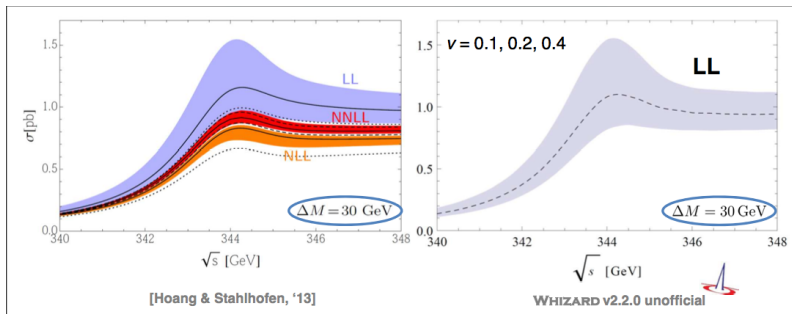 LL
NNLL
NLL
ΔM = 30 GeV
σ[pb]
1.5
1.0
0.5
0.0
340 342 344 346 348
√s [GeV]
[Hoang & Stahlhofen, '13]
ν = 0.1, 0.2, 0.4
LL
ΔM = 30 GeV
1.5
1.0
0.5
0.0
340 342 344 346 348
√s [GeV]
WHIZARD v2.2.0 unofficial